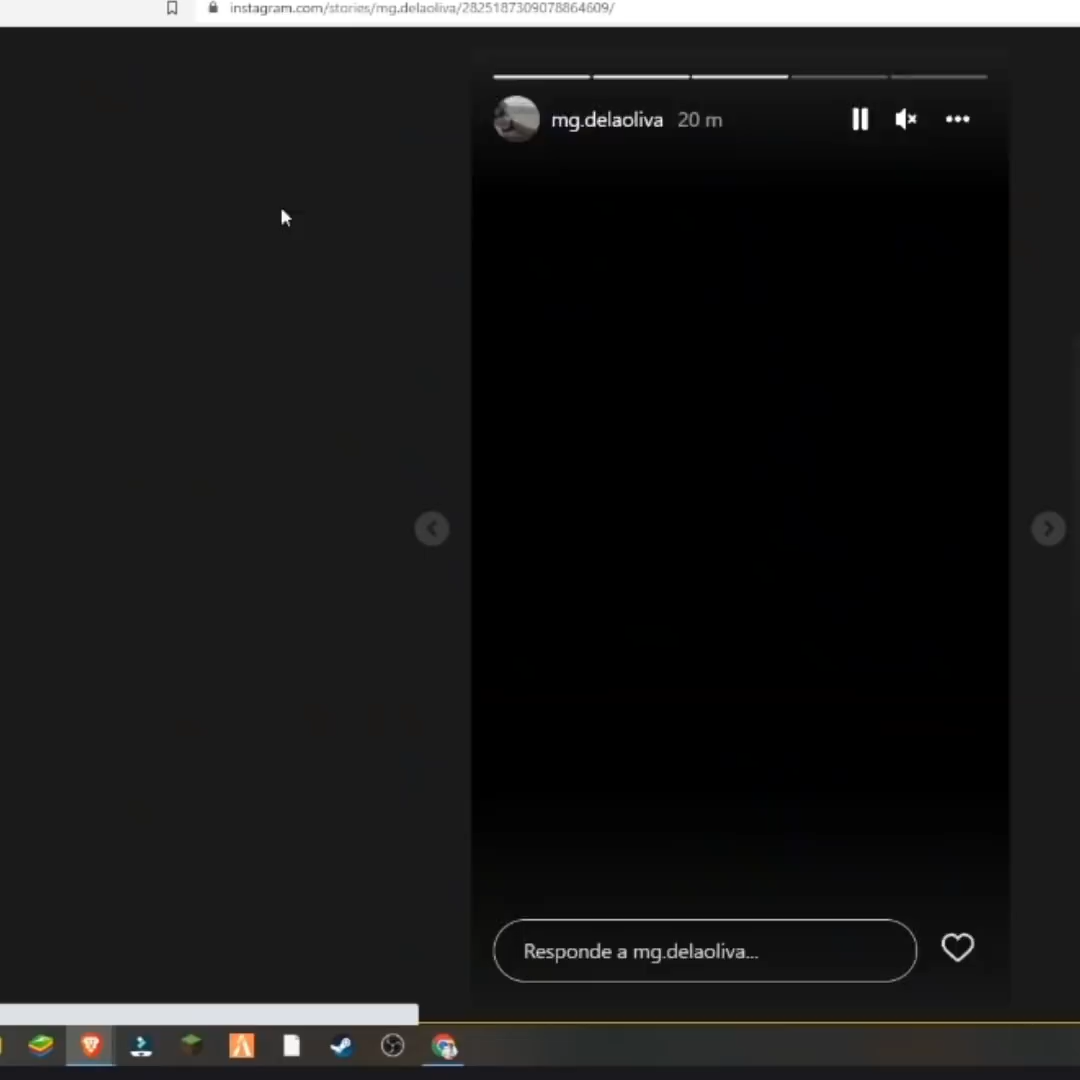 instagram.com/stories/mg.delaoliva/2825187309078864609/
mg.delaoliva 20 m
Responde a mg.delaoliva...